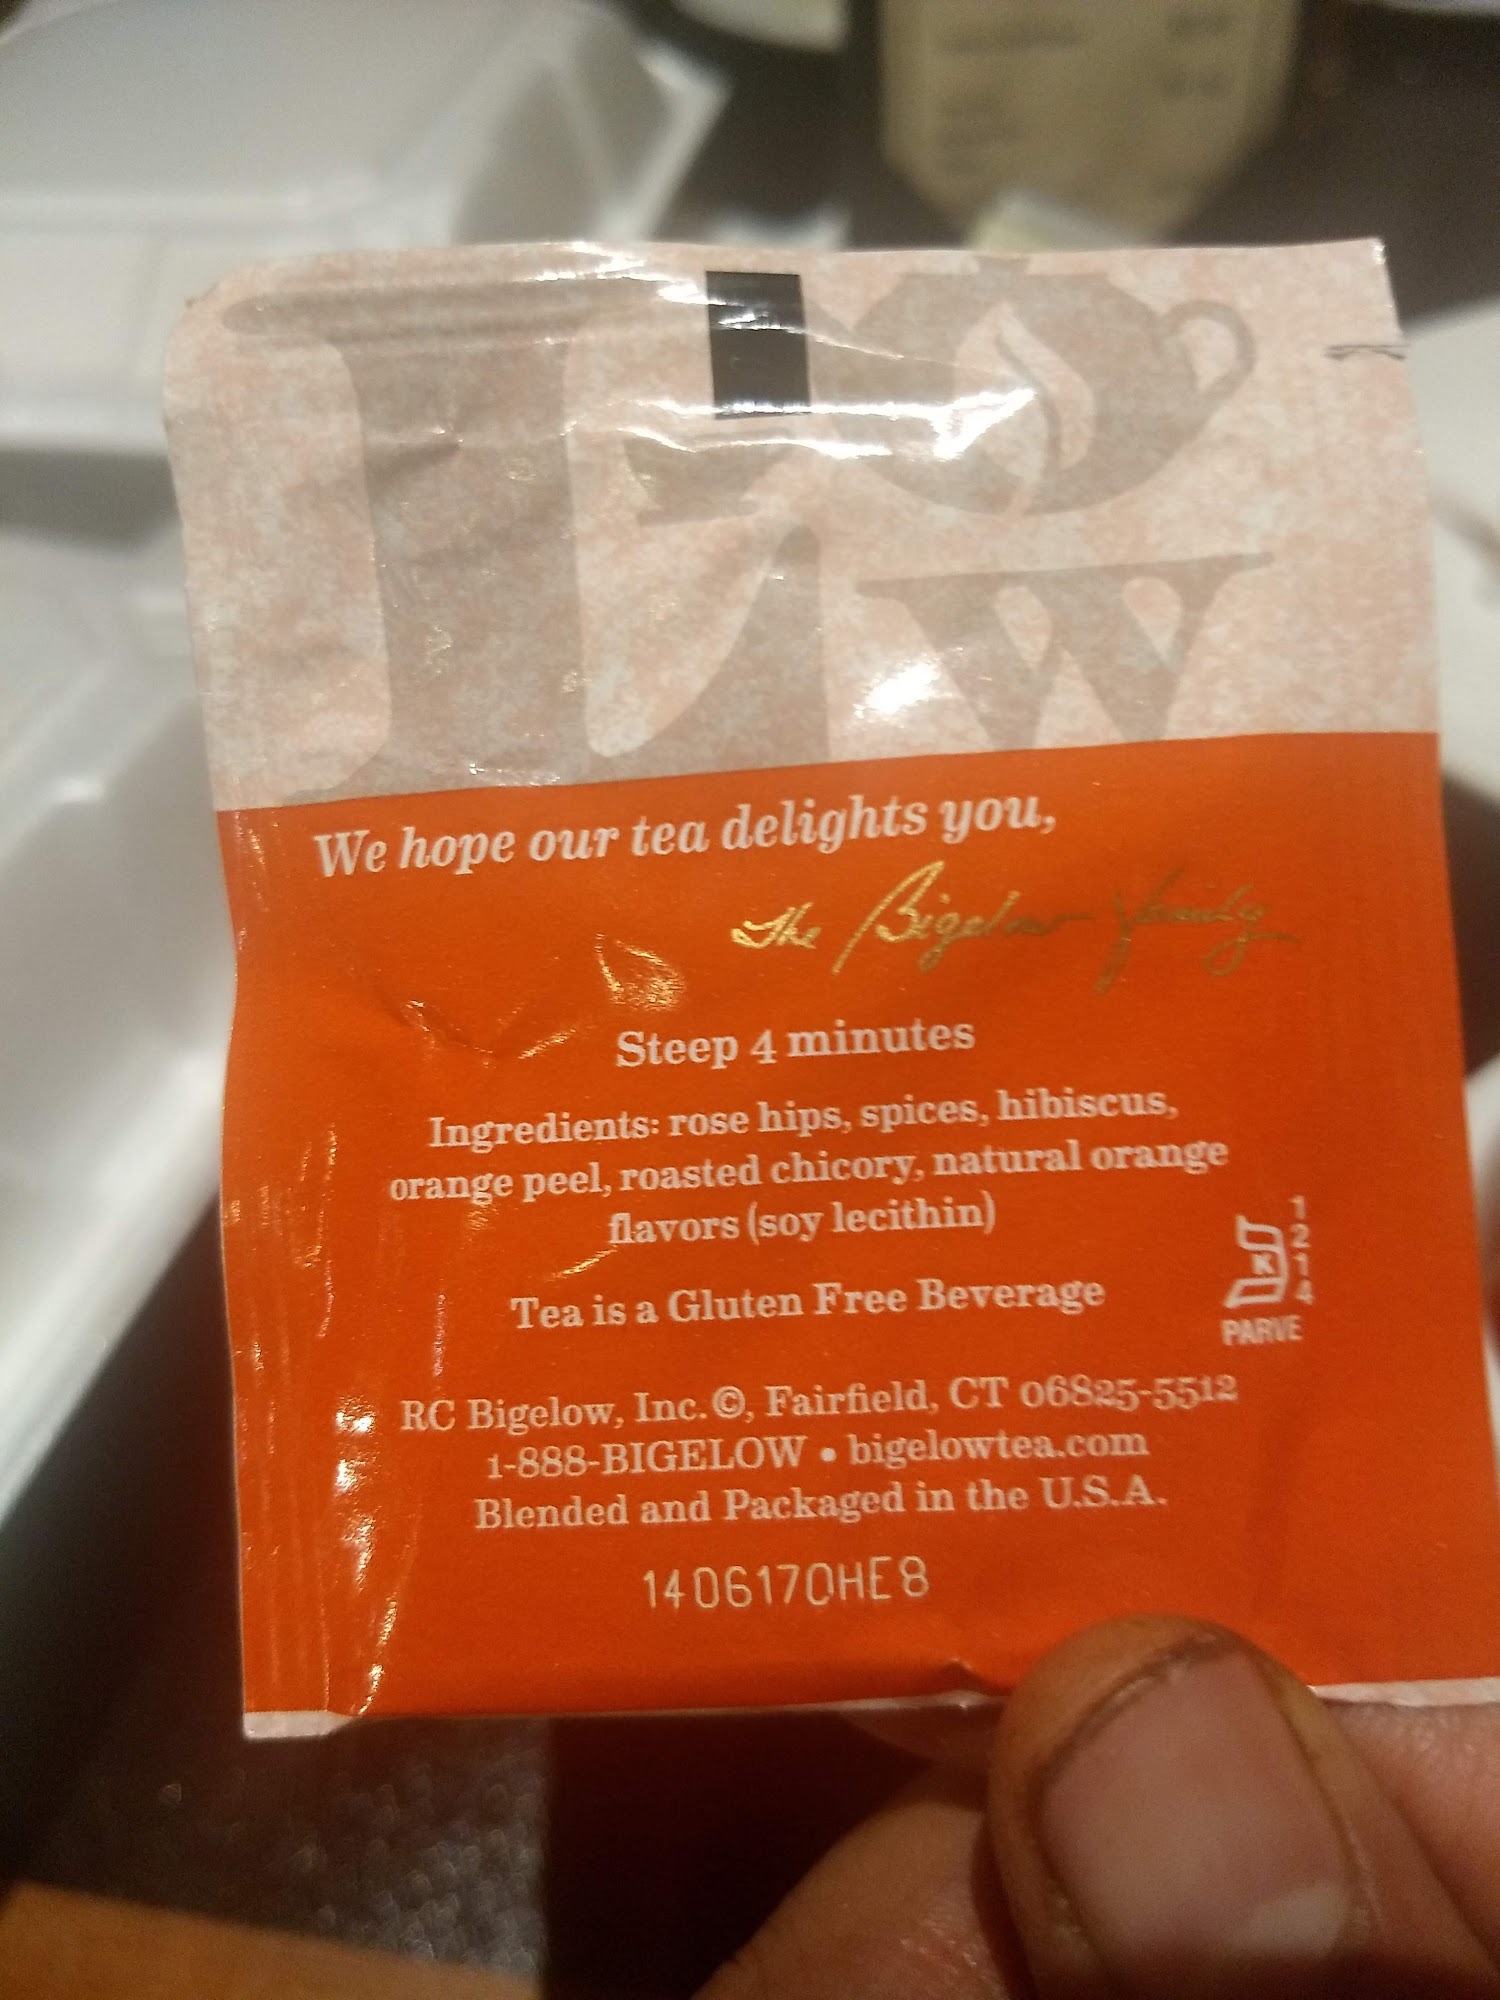 We hope our tea delights you,
The Bigelow Family
Steep 4 minutes
Ingredients: rose hips, spices, hibiscus,
orange peel, roasted chicory, natural orange
flavors (soy lecithin)
Tea is a Gluten Free Beverage
K
1214
PARVE
RC Bigelow, Inc.©, Fairfield, CT 06825-5512
1-888-BIGELOW • bigelowtea.com
Blended and Packaged in the U.S.A.
140617OHE8